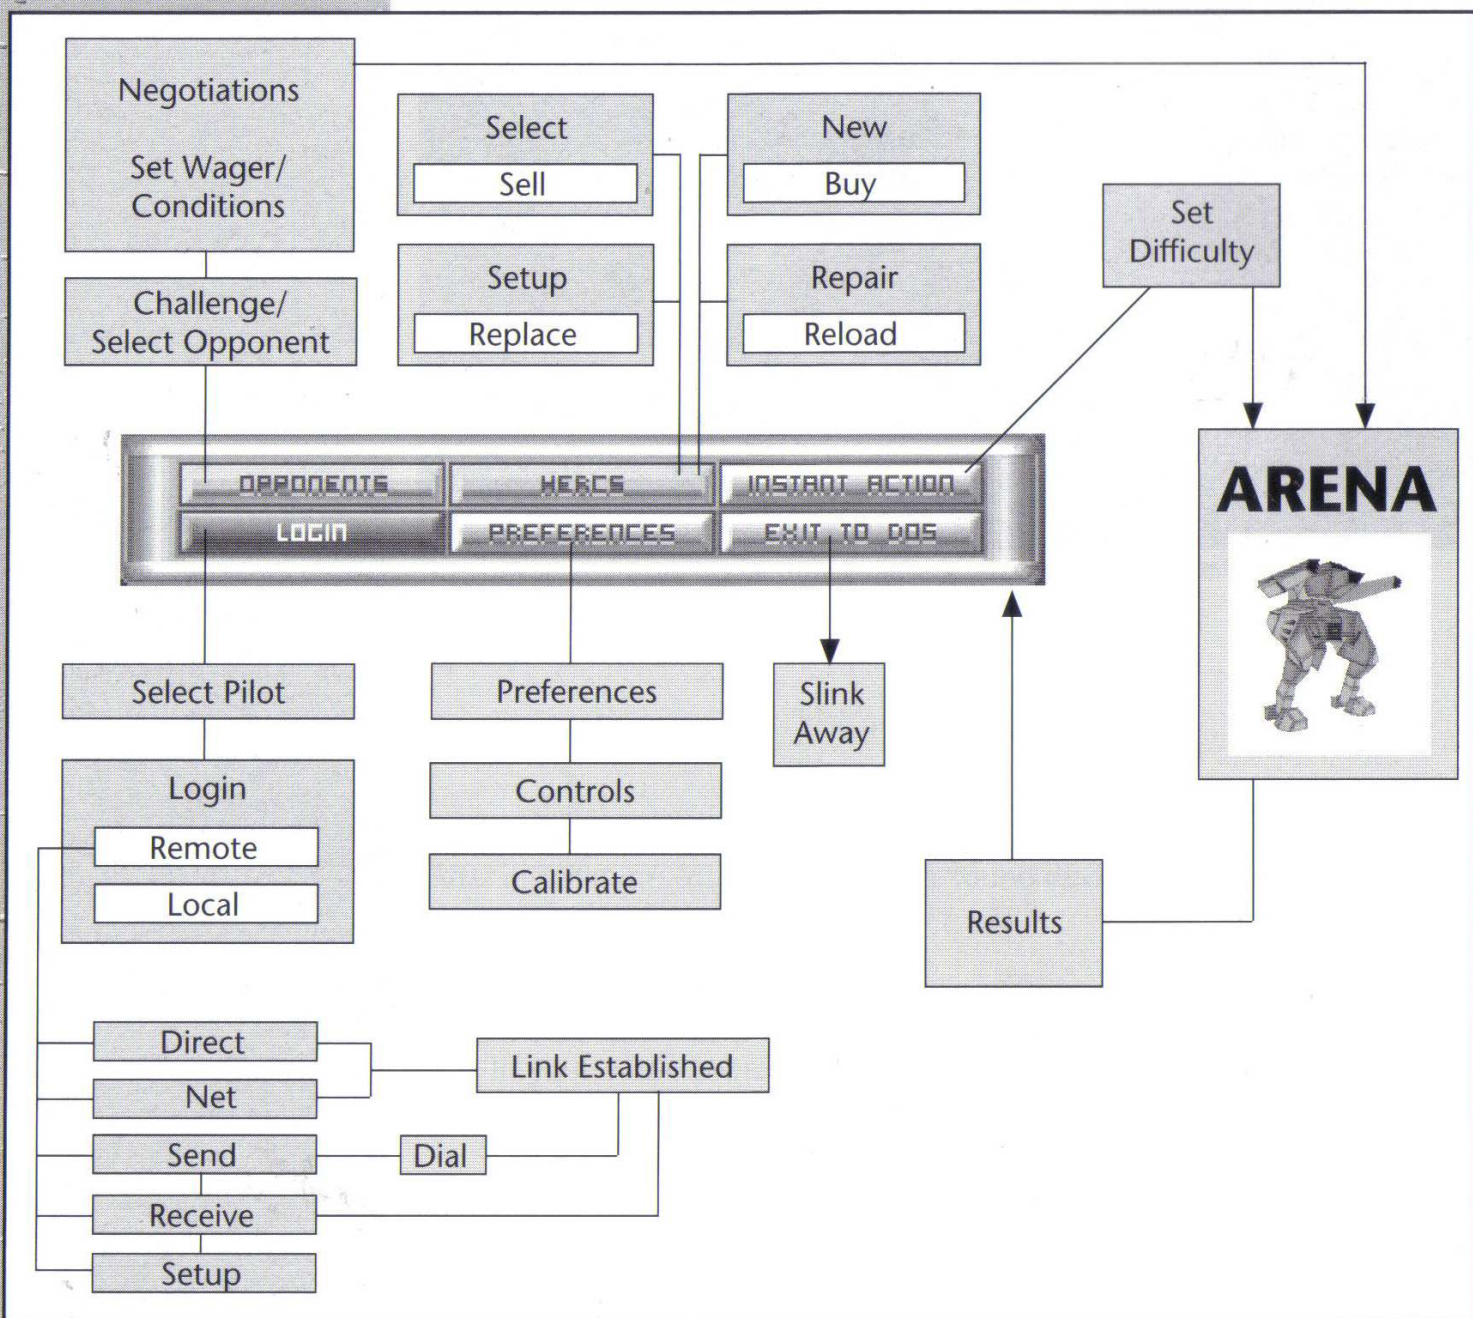 Negotiations
Set Wager/
Conditions
Challenge/
Select Opponent
Select
Sell
New
Buy
Setup
Replace
Repair
Reload
Set
Difficulty
OPPONENTS
HERCS
INSTANT ACTION
LOGIN
PREFERENCES
EXIT TO DOS
ARENA
Select Pilot
Login
Remote
Local
Preferences
Controls
Calibrate
Slink
Away
Results
Direct
Net
Send
Receive
Setup
Dial
Link Established